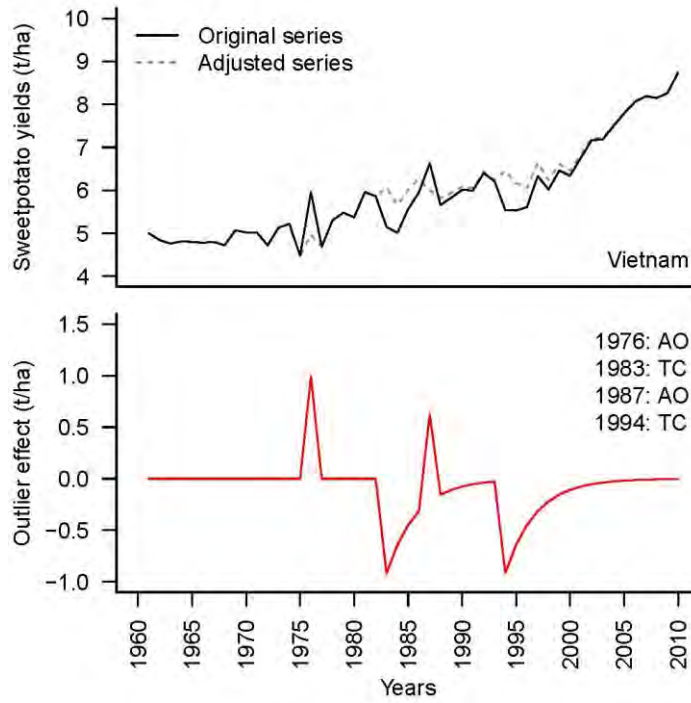 Sweetpotato yields (t/ha)
10
9
8
7
6
5
4
Original series
Adjusted series
Vietnam
Outlier effect (t/ha)
1.5
1.0
0.5
0.0
−0.5
−1.0
1976: AO
1983: TC
1987: AO
1994: TC
1960
1965
1970
1975
1980
1985
1990
1995
2000
2005
2010
Years